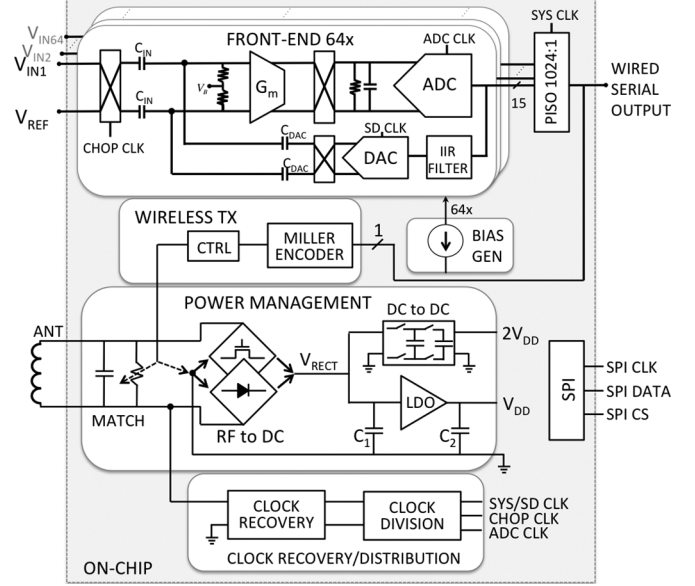 SYS CLK
V_IN64
V_IN2
V_IN1
V_REF
FRONT-END 64x
ADC CLK
C_IN
C_IN
G_m
ADC
PISO 1024:1
15
WIRED
SERIAL
OUTPUT
CHOP CLK
C_DAC
C_DAC
SD CLK
DAC
IIR
FILTER
64x
WIRELESS TX
CTRL
MILLER
ENCODER
1
BIAS
GEN
POWER MANAGEMENT
ANT
MATCH
RF to DC
V_RECT
DC to DC
2V_DD
LDO
V_DD
C_1
C_2
SPI
SPI CLK
SPI DATA
SPI CS
CLOCK
RECOVERY
CLOCK
DIVISION
SYS/SD CLK
CHOP CLK
ADC CLK
CLOCK RECOVERY/DISTRIBUTION
ON-CHIP